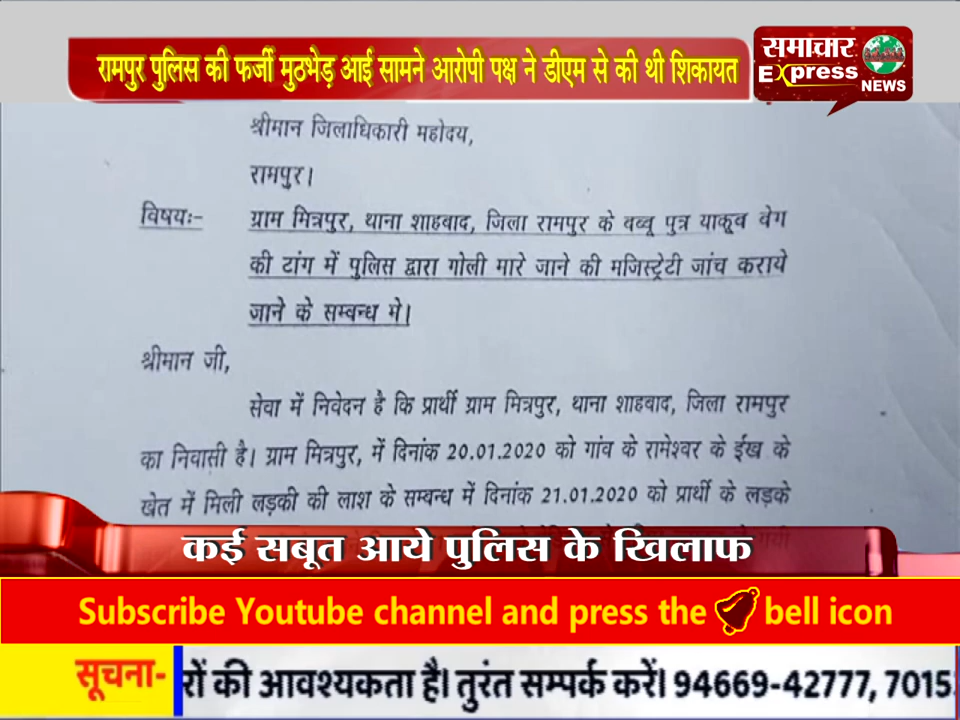 रामपुर पुलिस की फर्जी मुठभेड़ आई सामने आरोपी पक्ष ने डीएम से की थी शिकायत
समाचार
Express
NEWS
श्रीमान जिलाधिकारी महोदय,
रामपुर।
विषयः- ग्राम मित्रपुर, थाना शाहबाद, जिला रामपुर के बब्बू पुत्र याकूब बेग
की टांग में पुलिस द्वारा गोली मारे जाने की मजिस्ट्रेटी जांच कराये
जाने के सम्बन्ध मे।
श्रीमान जी,
सेवा में निवेदन है कि प्रार्थी ग्राम मित्रपुर, थाना शाहबाद, जिला रामपुर
का निवासी है। ग्राम मित्रपुर, में दिनांक 20.01.2020 को गांव के रामेश्वर के ईख के
खेत में मिली लड़की की लाश के सम्बन्ध में दिनांक 21.01.2020 को प्रार्थी के लड़के
कई सबूत आये पुलिस के खिलाफ
Subscribe Youtube channel and press the bell icon
सूचना- रों की आवश्यकता है। तुरंत सम्पर्क करें। 94669-42777, 7015